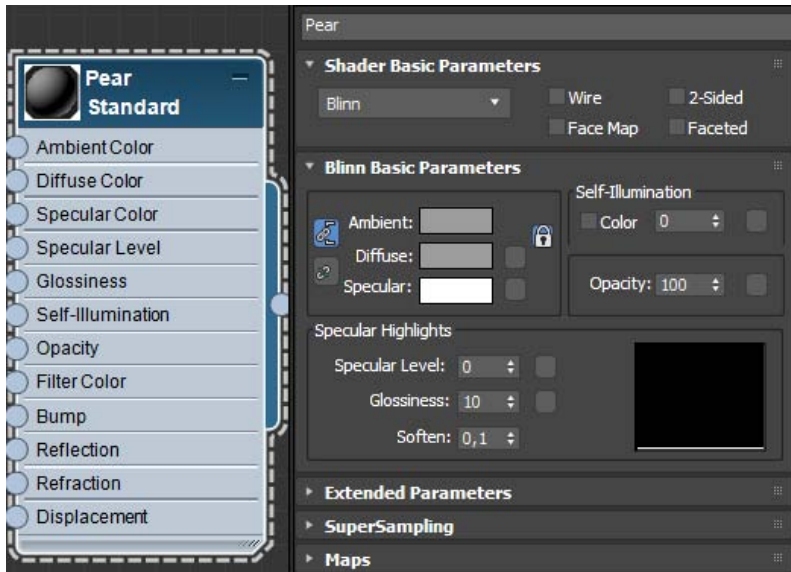 Pear
Standard
Ambient Color
Diffuse Color
Specular Color
Specular Level
Glossiness
Self-Illumination
Opacity
Filter Color
Bump
Reflection
Refraction
Displacement
Pear
Shader Basic Parameters
Blinn
Wire
2-Sided
Face Map
Faceted
Blinn Basic Parameters
Ambient:
Diffuse:
Specular:
Self-Illumination
Color 0
Opacity: 100
Specular Highlights
Specular Level: 0
Glossiness: 10
Soften: 0,1
Extended Parameters
SuperSampling
Maps